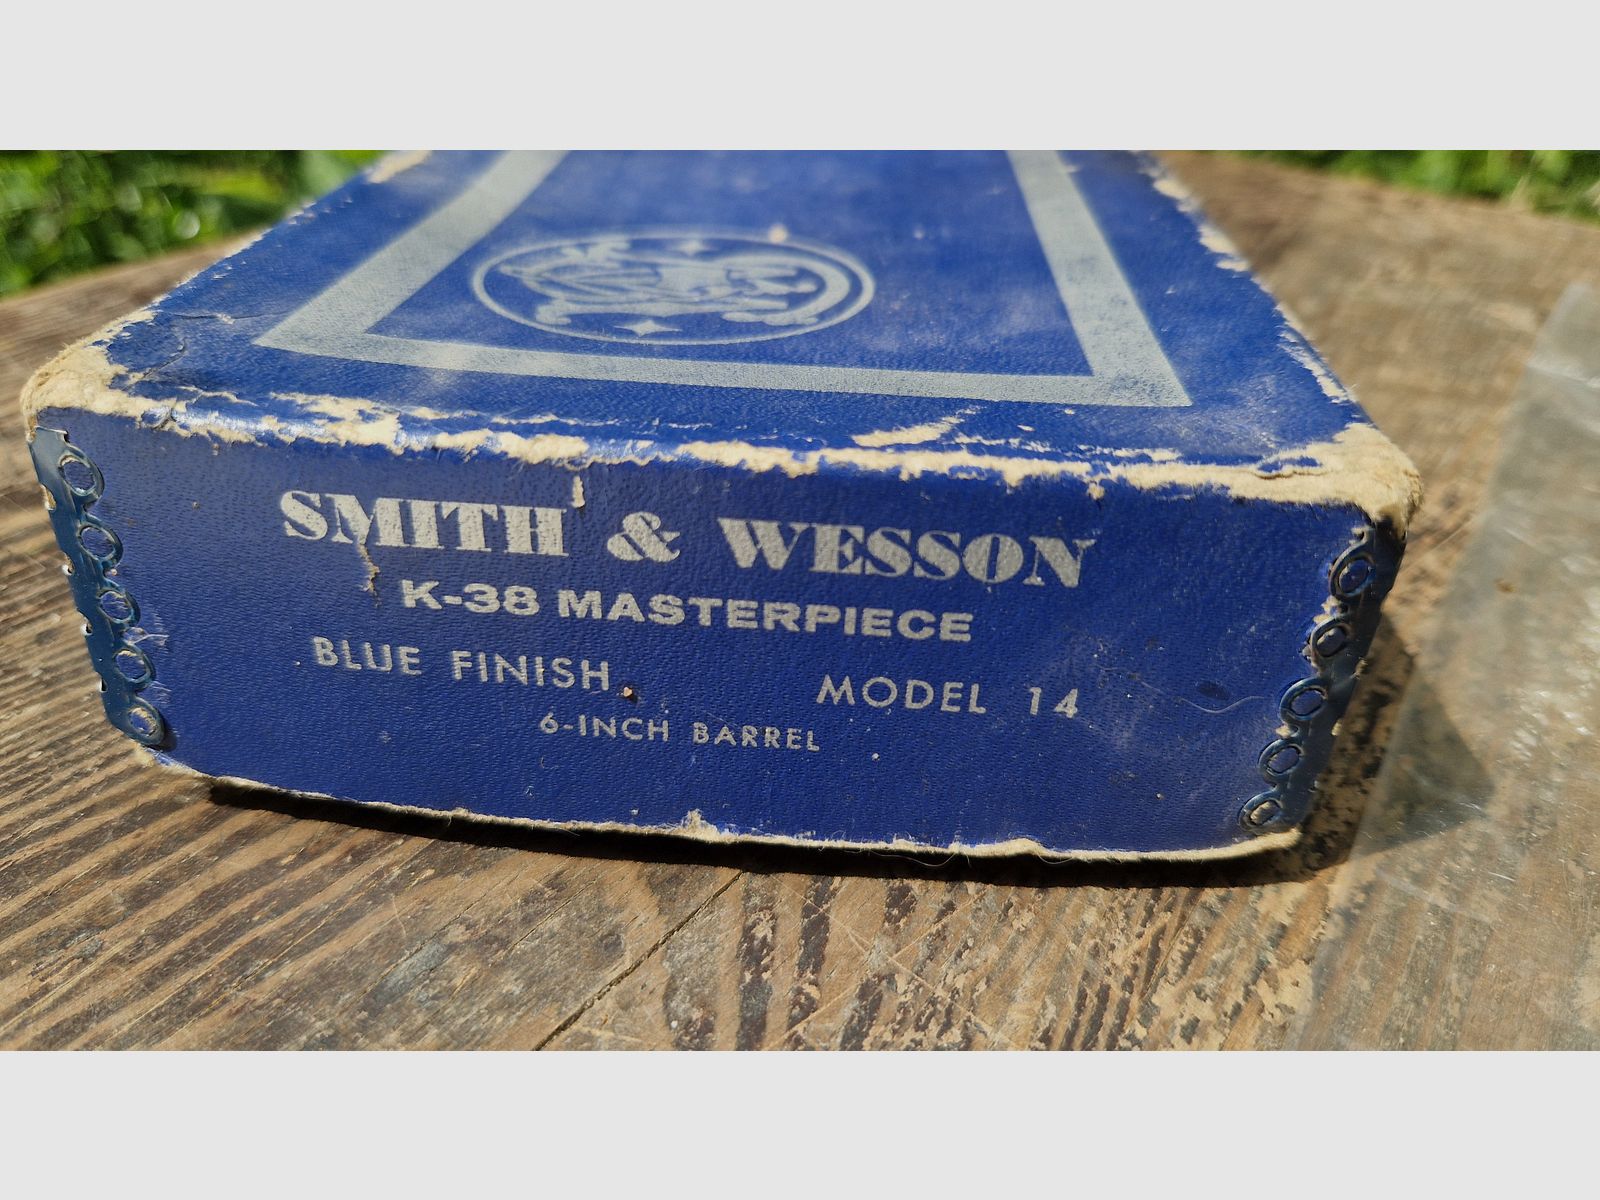 SMITH & WESSON
K-38 MASTERPIECE
BLUE FINISH MODEL 14
6-INCH BARREL